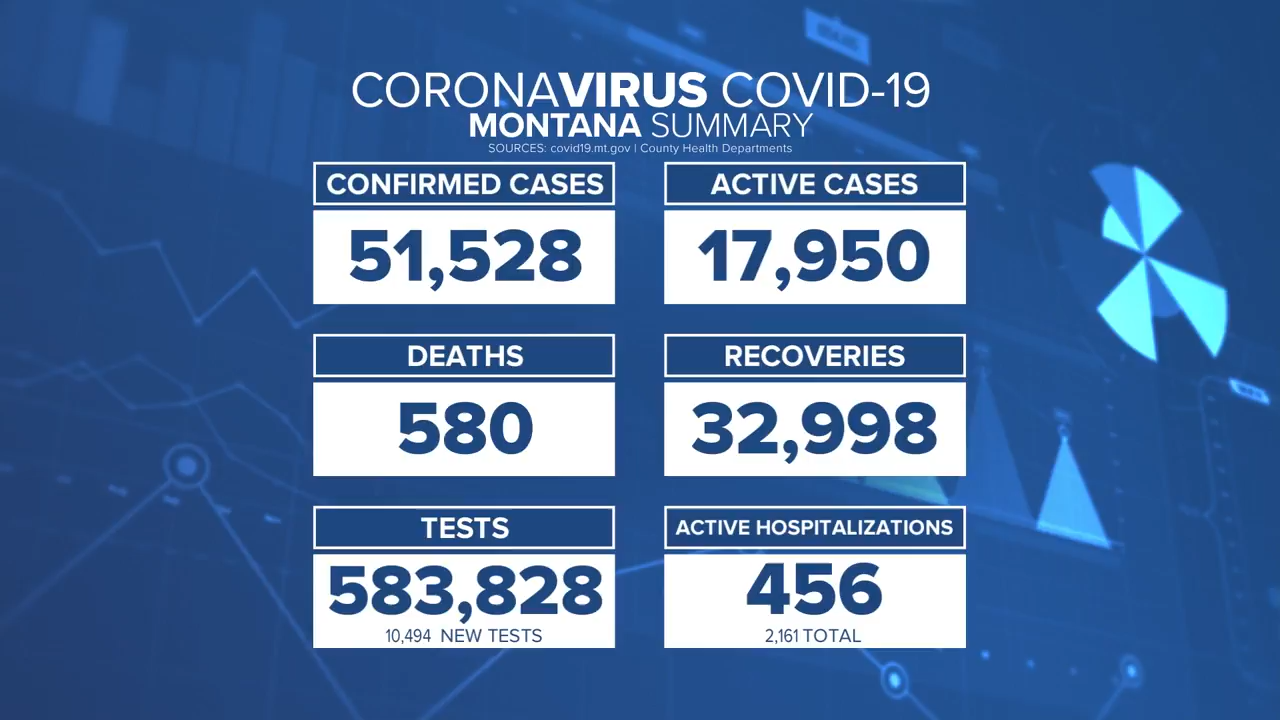 CORONAVIRUS COVID-19
MONTANA SUMMARY
SOURCES: covid19.mt.gov | County Health Departments
CONFIRMED CASES
51,528
ACTIVE CASES
17,950
DEATHS
580
RECOVERIES
32,998
TESTS
583,828
10,494 NEW TESTS
ACTIVE HOSPITALIZATIONS
456
2,161 TOTAL